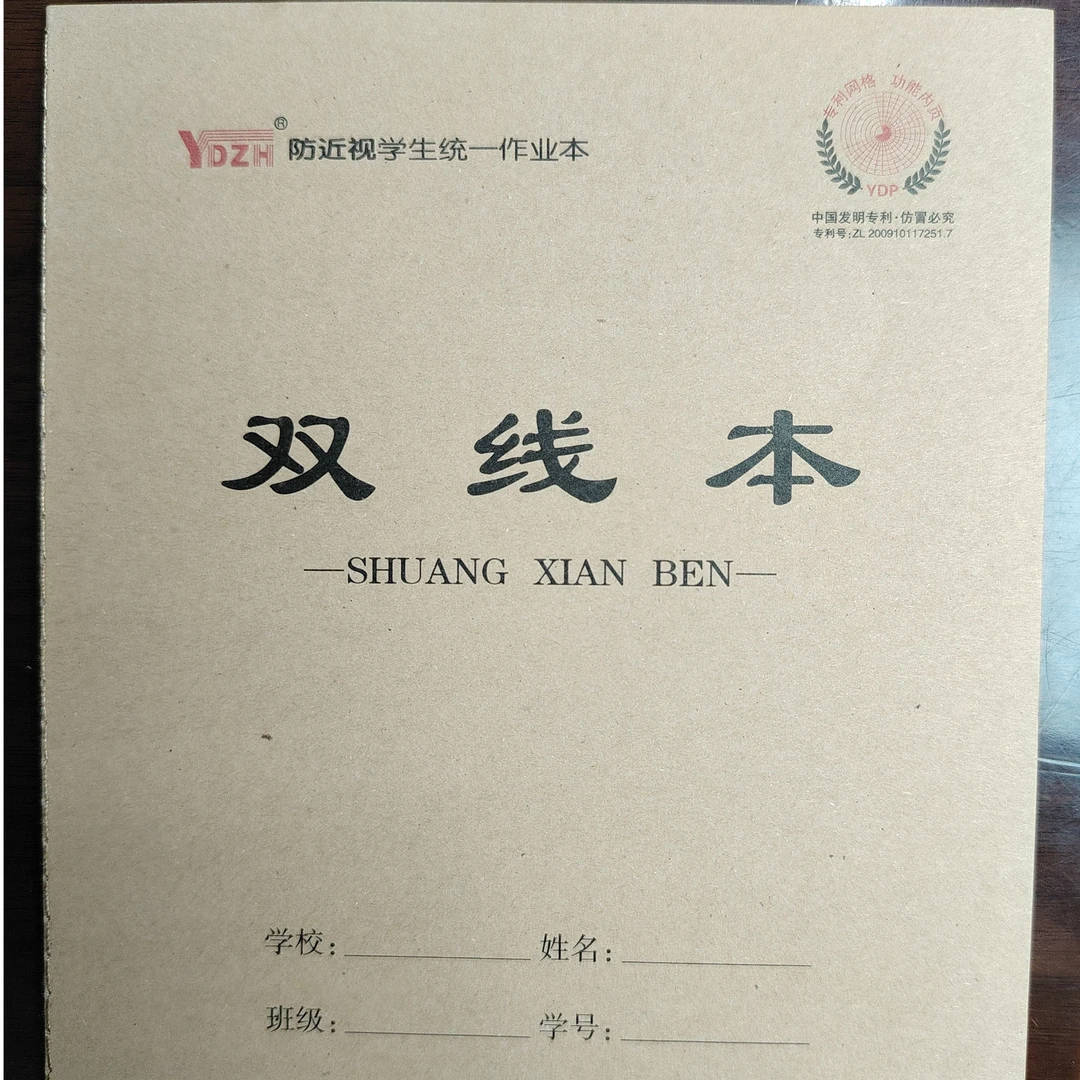 YDZH® 防近视学生统一作业本
专利网格 功能内页
YDP
中国发明专利·仿冒必究
专利号:ZL 200910117251.7
双线本
—SHUANG XIAN BEN—
学校: 姓名:
班级: 学号: